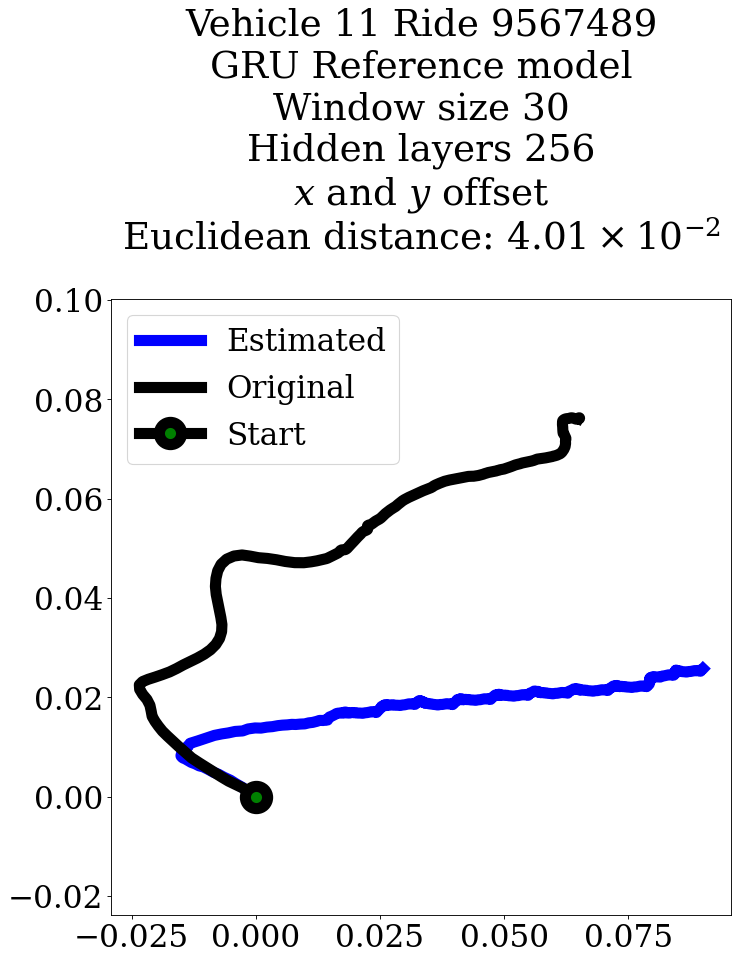 Vehicle 11 Ride 9567489
GRU Reference model
Window size 30
Hidden layers 256
x and y offset
Euclidean distance: 4.01 × 10⁻²
0.10
0.08
0.06
0.04
0.02
0.00
−0.02
Estimated
Original
Start
−0.025 0.000 0.025 0.050 0.075